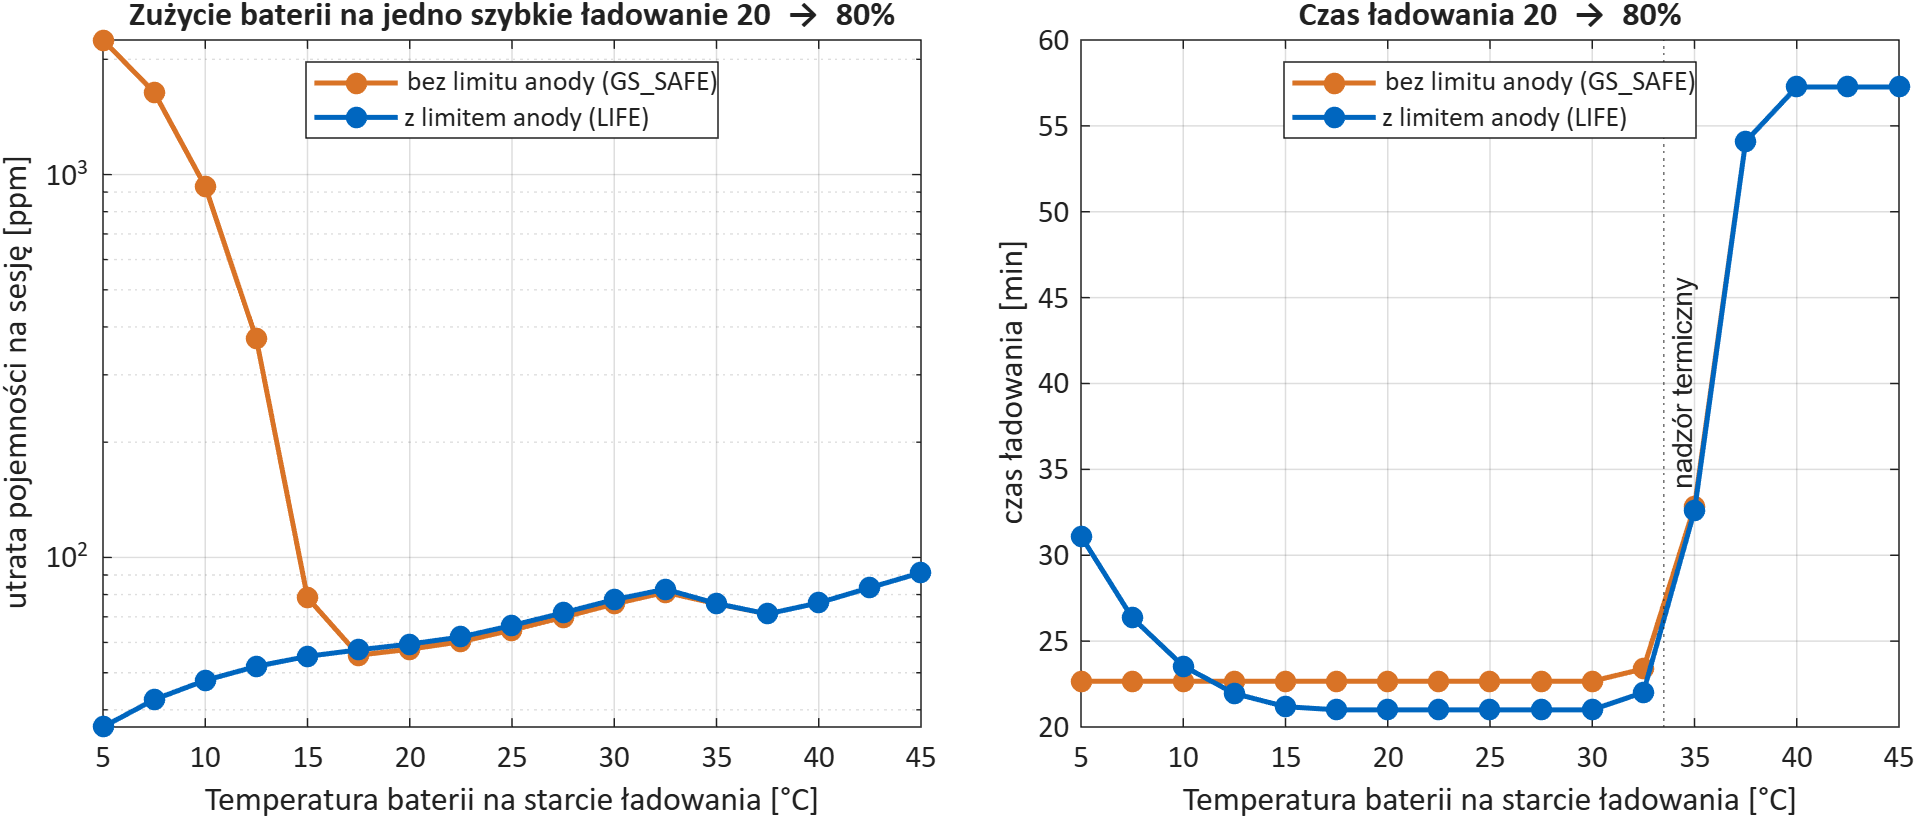 Zużycie baterii na jedno szybkie ładowanie 20 → 80%
bez limitu anody (GS_SAFE)
z limitem anody (LIFE)
utrata pojemności na sesję [ppm]
10³
10²
5 10 15 20 25 30 35 40 45
Temperatura baterii na starcie ładowania [°C]
Czas ładowania 20 → 80%
bez limitu anody (GS_SAFE)
z limitem anody (LIFE)
nadzór termiczny
czas ładowania [min]
60
55
50
45
40
35
30
25
20
5 10 15 20 25 30 35 40 45
Temperatura baterii na starcie ładowania [°C]